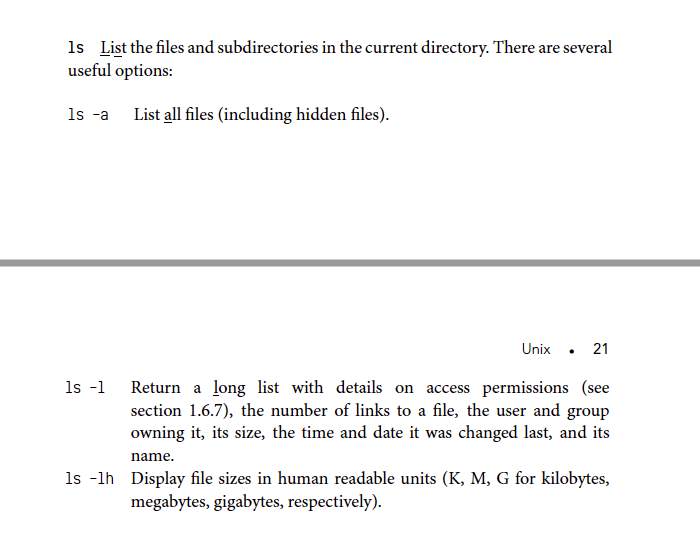 ls List the files and subdirectories in the current directory. There are several
useful options:
ls -a List all files (including hidden files).
Unix • 21
ls -l Return a long list with details on access permissions (see
section 1.6.7), the number of links to a file, the user and group
owning it, its size, the time and date it was changed last, and its
name.
ls -lh Display file sizes in human readable units (K, M, G for kilobytes,
megabytes, gigabytes, respectively).